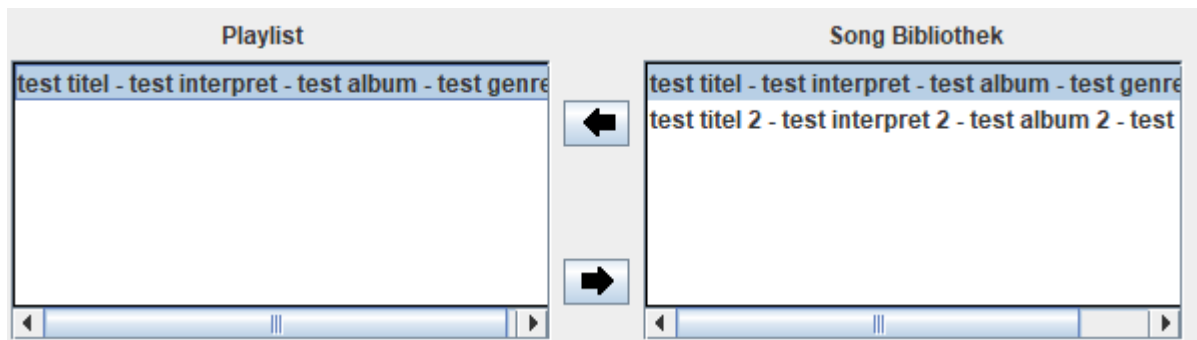 Playlist
Song Bibliothek
test titel - test interpret - test album - test genre
test titel - test interpret - test album - test genre
test titel 2 - test interpret 2 - test album 2 - test